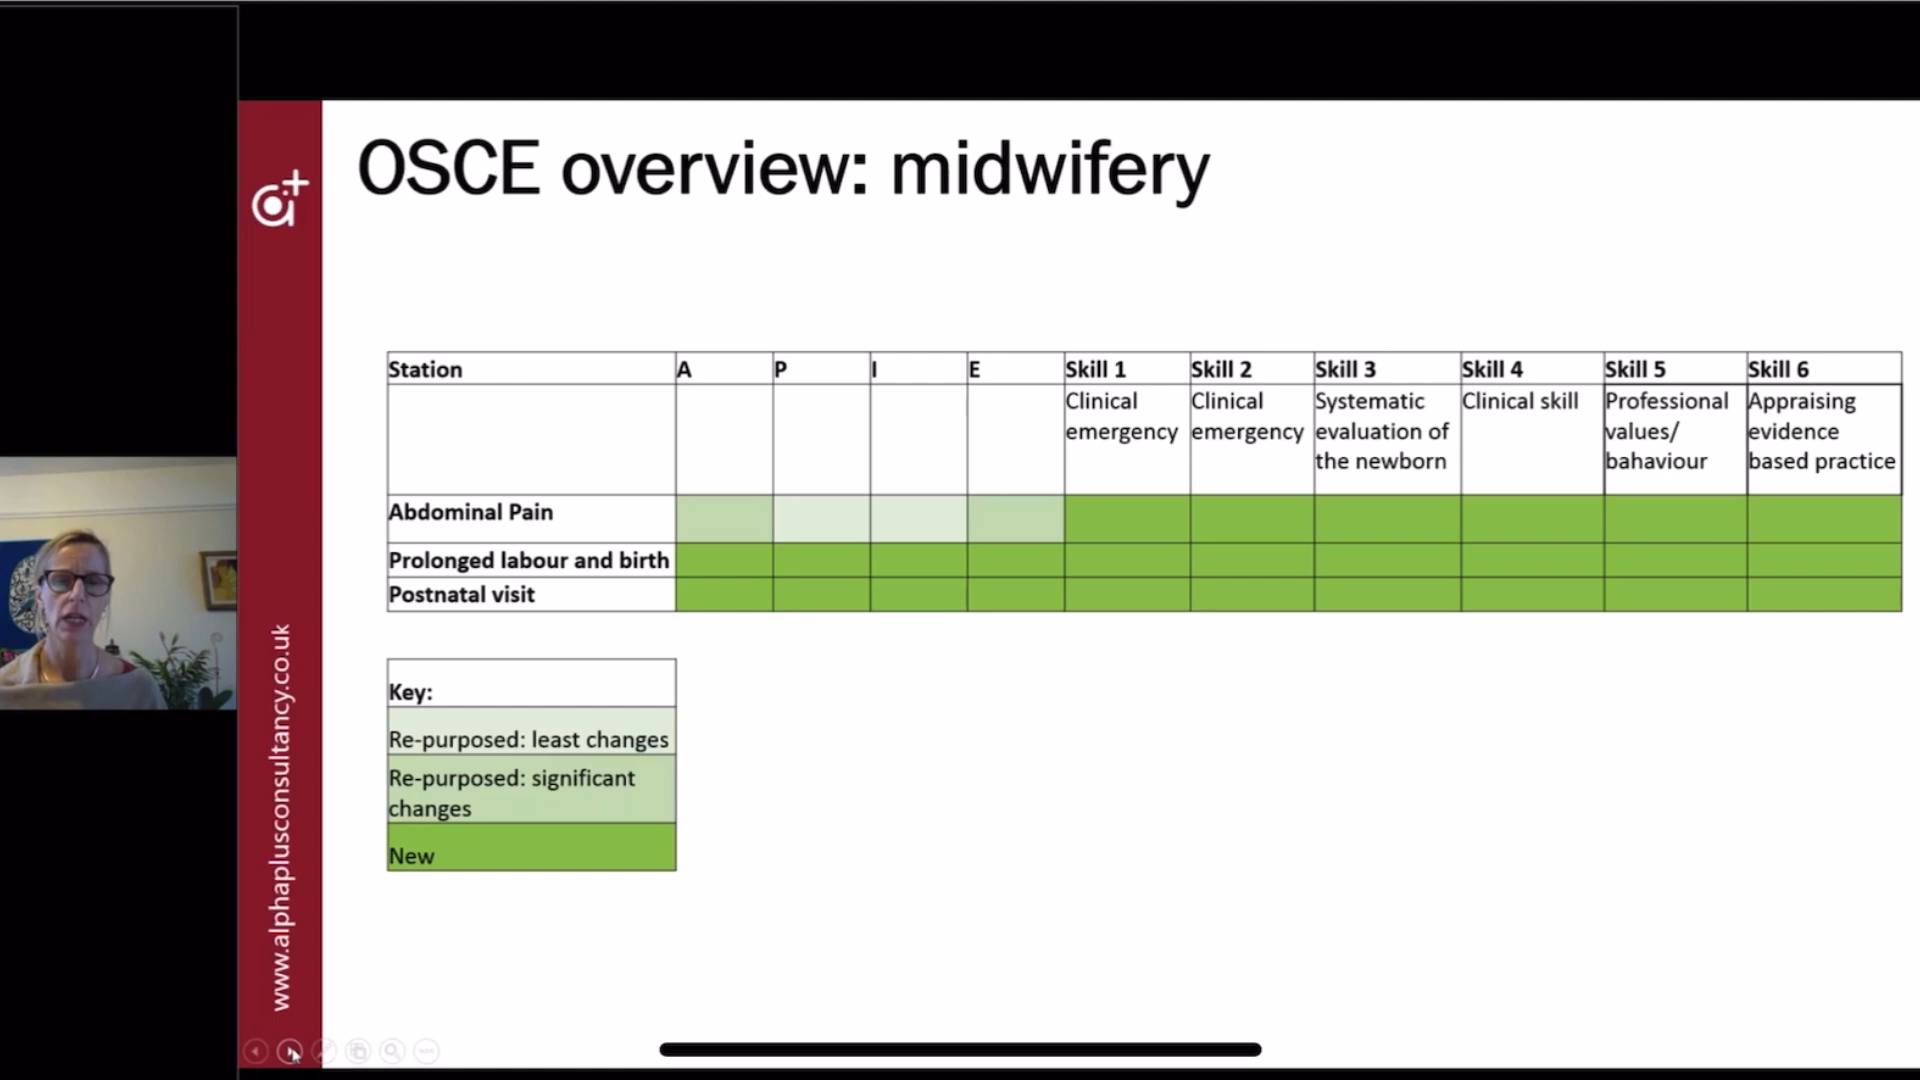 OSCE overview: midwifery
Station A P I E Skill 1 Skill 2 Skill 3 Skill 4 Skill 5 Skill 6
Clinical emergency Clinical emergency Systematic evaluation of the newborn Clinical skill Professional values/ bahaviour Appraising evidence based practice
Abdominal Pain
Prolonged labour and birth
Postnatal visit
Key:
Re-purposed: least changes
Re-purposed: significant
changes
New
www.alphaplusconsultancy.co.uk
a+